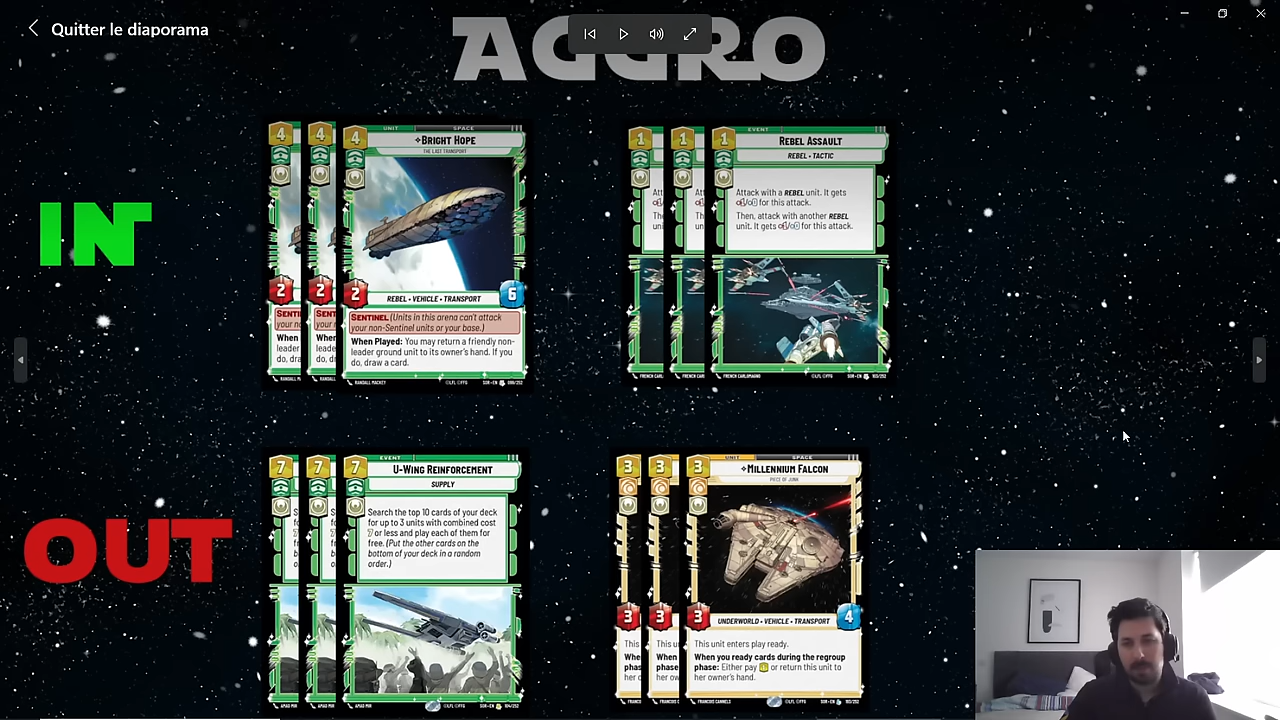 Quitter le diaporama
AGGRO
IN
4
4
4
BRIGHT HOPE
UNIT
SPACE
THE LAST TRANSPORT
2
2
2
6
REBEL • VEHICLE • TRANSPORT
SENTINEL (Units in this arena can't attack
your non-Sentinel units or your base.)
When Played: You may return a friendly non-
leader ground unit to its owner's hand. If you
do, draw a card.
RANDALL MACKEY
1
1
1
EVENT
REBEL ASSAULT
REBEL • TACTIC
Attack with a REBEL unit. It gets
for this attack.
Then, attack with another REBEL
unit. It gets for this attack.
FRENCH CARLOMAGNO
OUT
7
7
7
EVENT
U-WING REINFORCEMENT
SUPPLY
Search the top 10 cards of your deck
for up to 3 units with combined cost
7 or less and play each of them for
free. (Put the other cards on the
bottom of your deck in a random
order.)
AMAD MIR
3
3
3
UNIT
SPACE
MILLENNIUM FALCON
PIECE OF JUNK
3
3
3
4
UNDERWORLD • VEHICLE • TRANSPORT
This unit enters play ready.
When you ready cards during the regroup
phase: Either pay or return this unit to
her owner's hand.